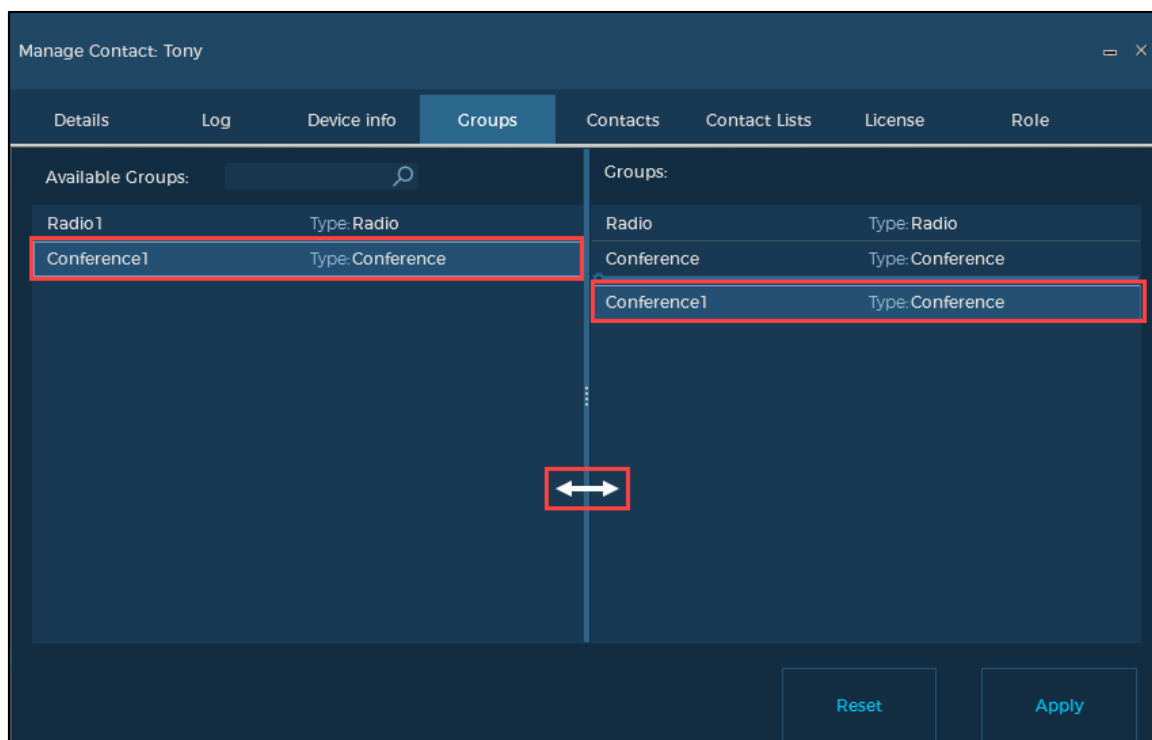 Manage Contact: Tony
Details Log Device info Groups Contacts Contact Lists License Role
Available Groups: Groups:
Radio1 Type: Radio Radio Type: Radio
Conference1 Type: Conference Conference Type: Conference
Conference1 Type: Conference
Reset Apply